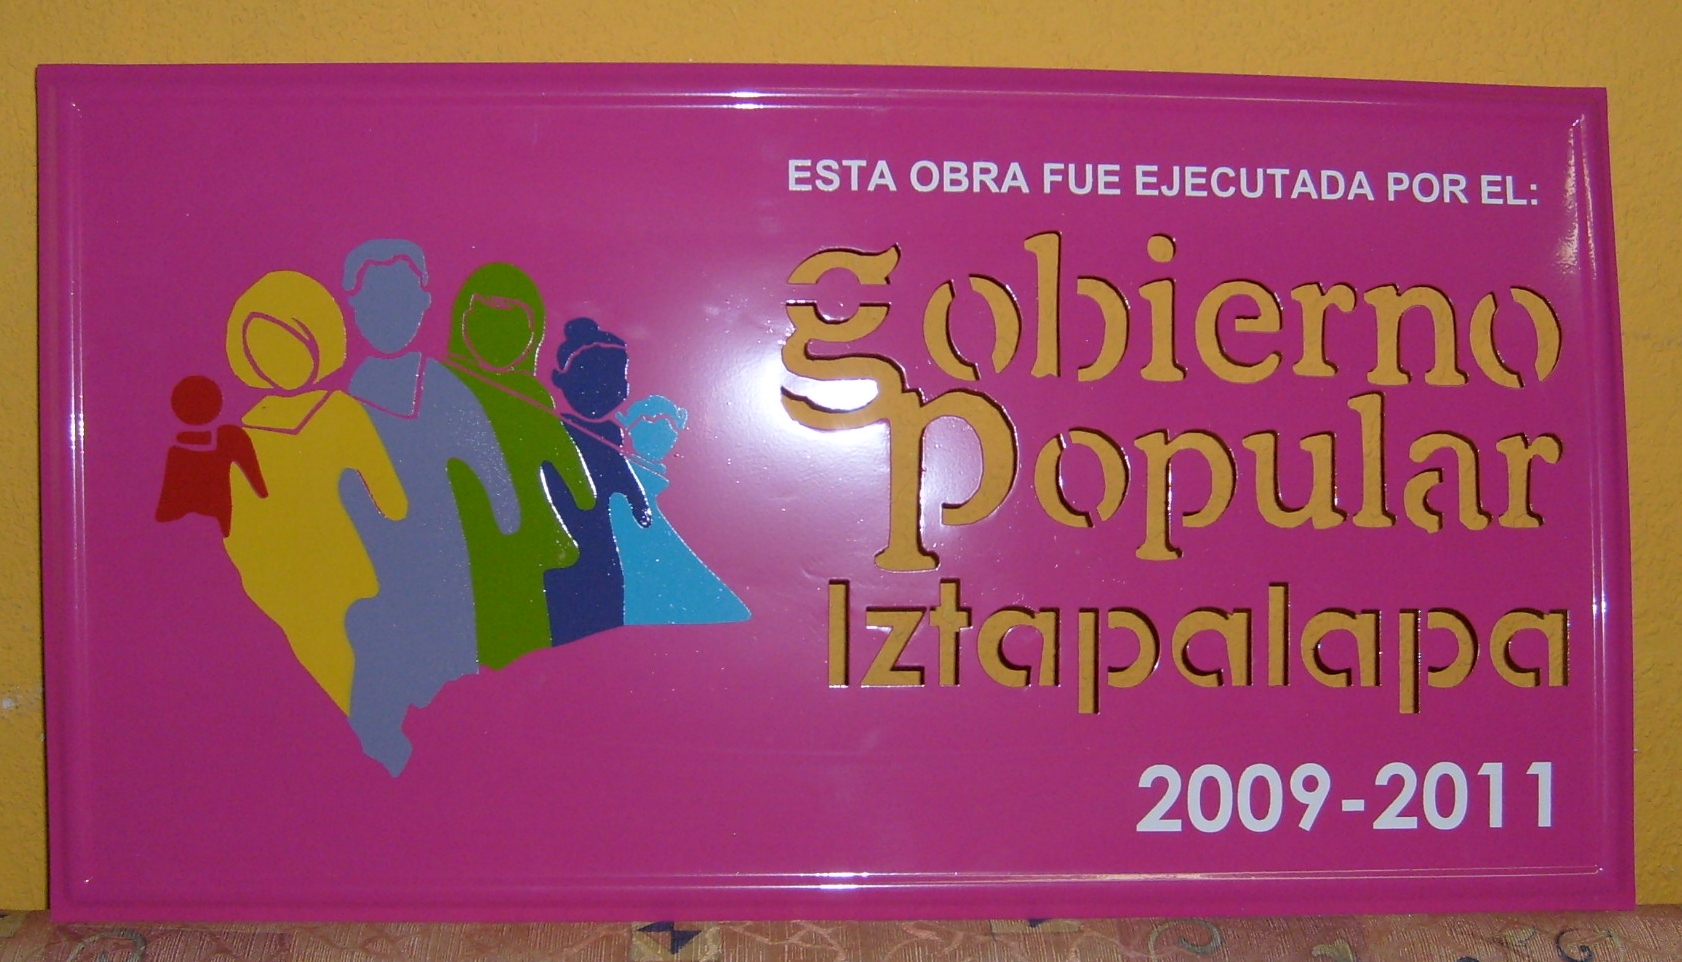 ESTA OBRA FUE EJECUTADA POR EL:
gobierno
popular
Iztapalapa
2009-2011